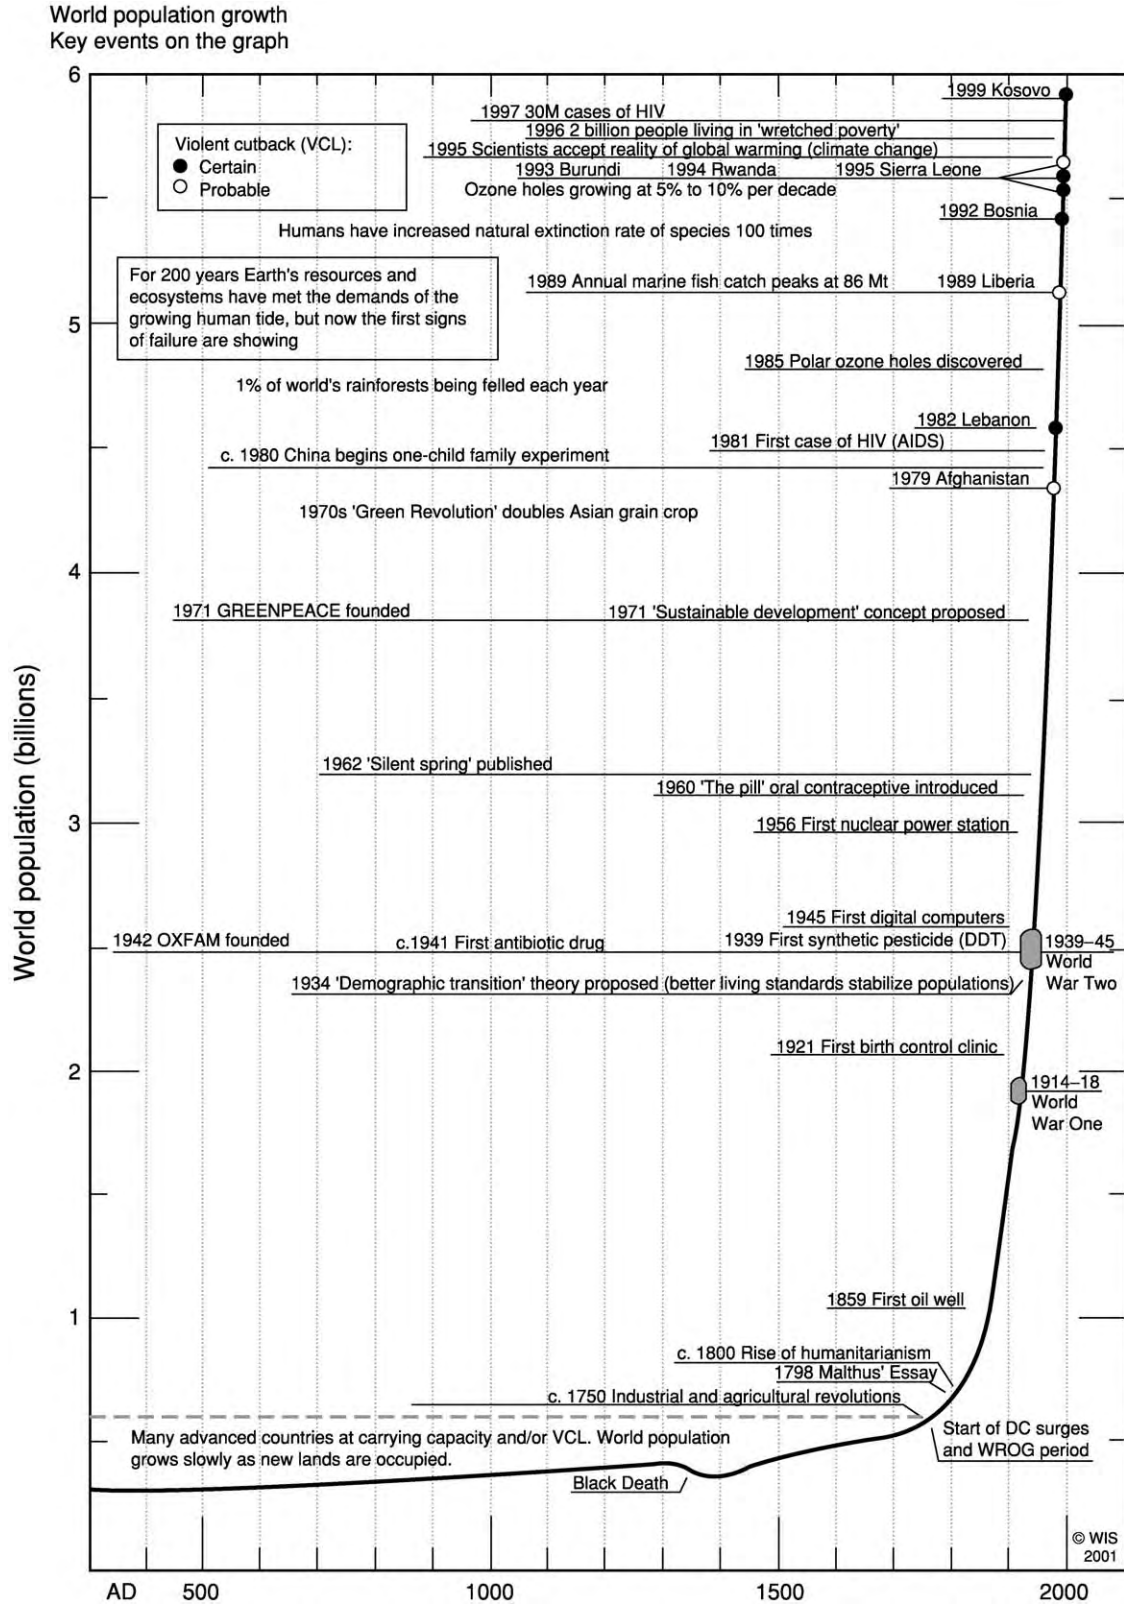 World population growth
Key events on the graph
6
1999 Kosovo
1997 30M cases of HIV
1996 2 billion people living in 'wretched poverty'
1995 Scientists accept reality of global warming (climate change)
Violent cutback (VCL):
Certain
Probable
1993 Burundi 1994 Rwanda 1995 Sierra Leone
Ozone holes growing at 5% to 10% per decade
1992 Bosnia
Humans have increased natural extinction rate of species 100 times
For 200 years Earth's resources and
ecosystems have met the demands of the
growing human tide, but now the first signs
of failure are showing
1989 Annual marine fish catch peaks at 86 Mt 1989 Liberia
5
1985 Polar ozone holes discovered
1% of world's rainforests being felled each year
1982 Lebanon
1981 First case of HIV (AIDS)
c. 1980 China begins one-child family experiment
1979 Afghanistan
1970s 'Green Revolution' doubles Asian grain crop
4
1971 GREENPEACE founded 1971 'Sustainable development' concept proposed
World population (billions)
1962 'Silent spring' published
1960 'The pill' oral contraceptive introduced
3
1956 First nuclear power station
1945 First digital computers
1942 OXFAM founded c.1941 First antibiotic drug 1939 First synthetic pesticide (DDT)
1939–45
World
War Two
1934 'Demographic transition' theory proposed (better living standards stabilize populations)
1921 First birth control clinic
2
1914–18
World
War One
1
1859 First oil well
c. 1800 Rise of humanitarianism
1798 Malthus' Essay
c. 1750 Industrial and agricultural revolutions
Many advanced countries at carrying capacity and/or VCL. World population
grows slowly as new lands are occupied.
Start of DC surges
and WROG period
Black Death
© WIS
2001
AD 500 1000 1500 2000